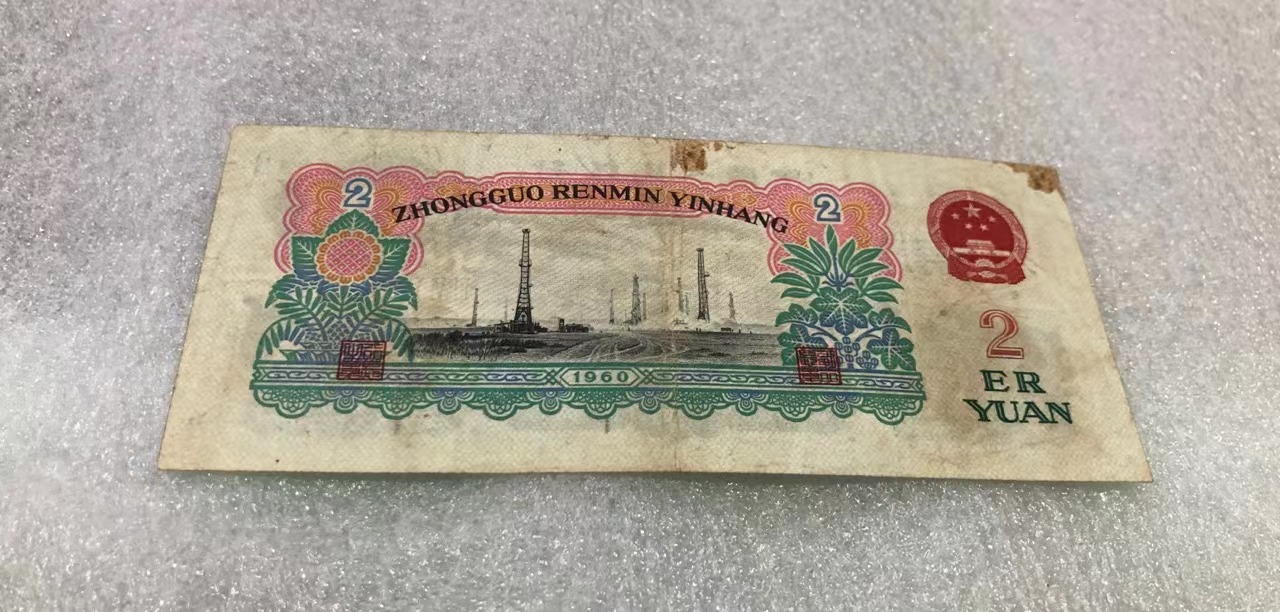 2
ZHONGGUO RENMIN YINHANG
2
1960
2
ER
YUAN